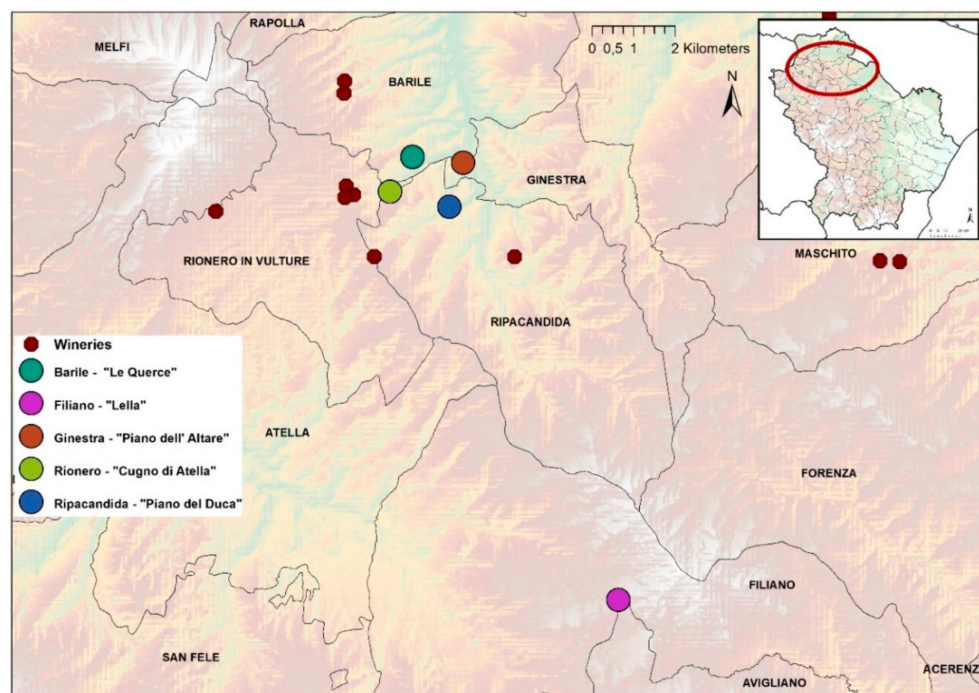 RAPOLLA
MELFI
BARILE
0 0,5 1 2 Kilometers
N
GINESTRA
N
MASCHITO
RIONERO IN VULTURE
RIPACANDIDA
Wineries
Barile - "Le Querce"
Filiano - "Lella"
Ginestra - "Piano dell' Altare"
Rionero - "Cugno di Atella"
Ripacandida - "Piano del Duca"
ATELLA
FORENZA
FILIANO
SAN FELE
AVIGLIANO
ACERENZ